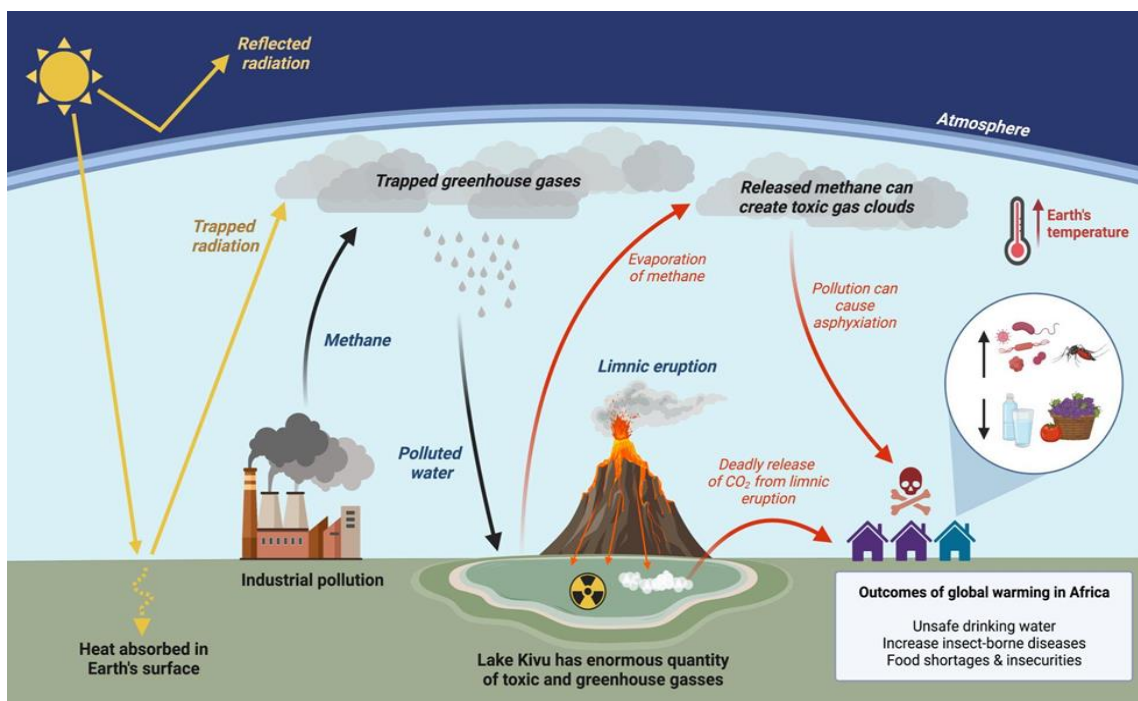 Reflected
radiation
Atmosphere
Trapped greenhouse gases
Released methane can
create toxic gas clouds
Earth's
temperature
Trapped
radiation
Evaporation
of methane
Pollution can
cause
asphyxiation
Methane
Limnic eruption
Polluted
water
Deadly release
of CO₂ from limnic
eruption
Industrial pollution
Heat absorbed in
Earth's surface
Lake Kivu has enormous quantity
of toxic and greenhouse gasses
Outcomes of global warming in Africa
Unsafe drinking water
Increase insect-borne diseases
Food shortages & insecurities